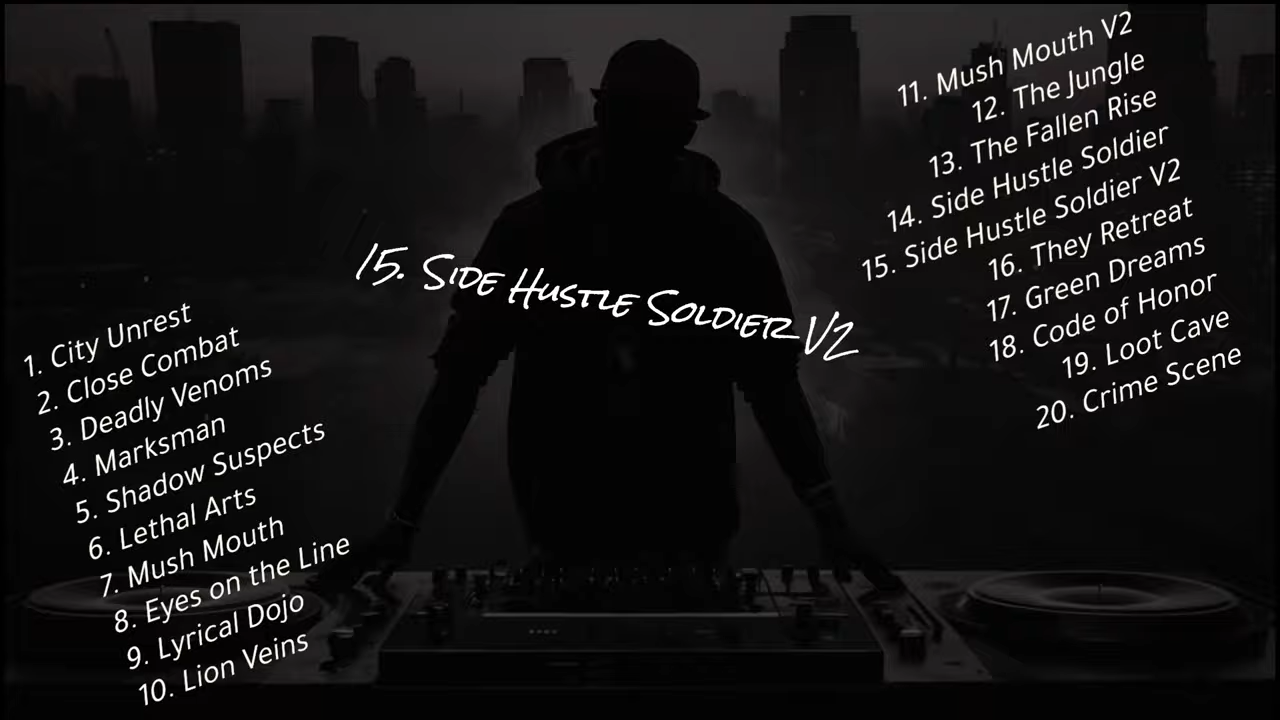 1. City Unrest
2. Close Combat
3. Deadly Venoms
4. Marksman
5. Shadow Suspects
6. Lethal Arts
7. Mush Mouth
8. Eyes on the Line
9. Lyrical Dojo
10. Lion Veins
15. Side Hustle Soldier V2
11. Mush Mouth V2
12. The Jungle
13. The Fallen Rise
14. Side Hustle Soldier
15. Side Hustle Soldier V2
16. They Retreat
17. Green Dreams
18. Code of Honor
19. Loot Cave
20. Crime Scene